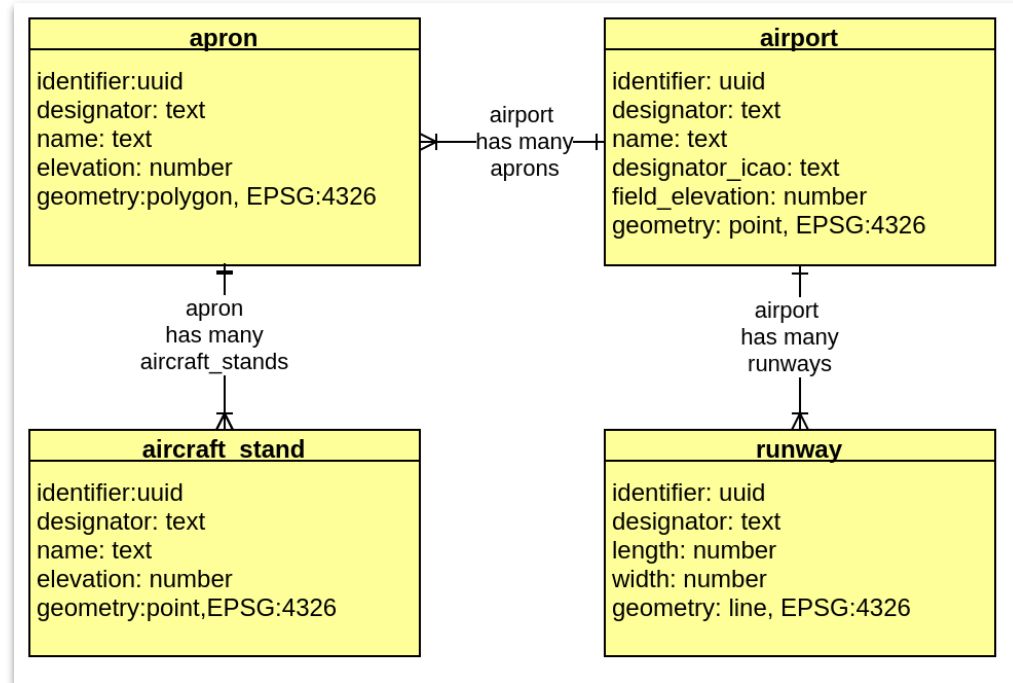 apron
identifier:uuid
designator: text
name: text
elevation: number
geometry:polygon, EPSG:4326
airport
has many
aprons
airport
identifier: uuid
designator: text
name: text
designator_icao: text
field_elevation: number
geometry: point, EPSG:4326
apron
has many
aircraft_stands
airport
has many
runways
aircraft_stand
identifier:uuid
designator: text
name: text
elevation: number
geometry:point,EPSG:4326
runway
identifier: uuid
designator: text
length: number
width: number
geometry: line, EPSG:4326